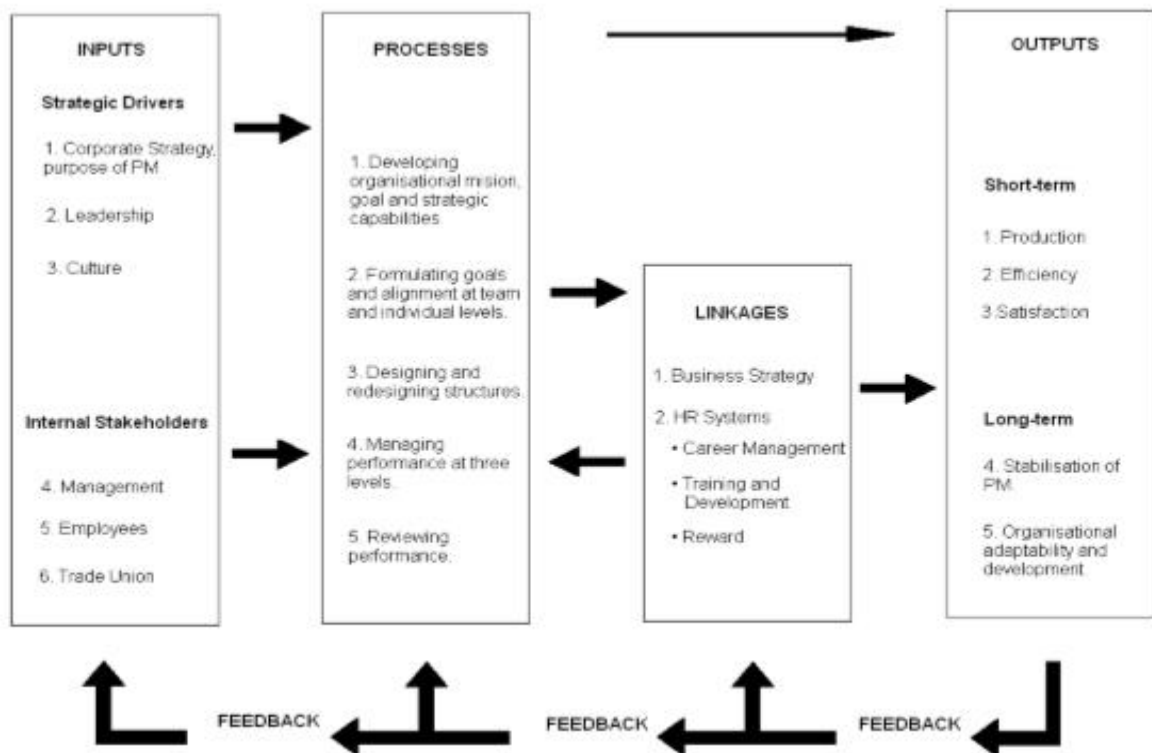 INPUTS
Strategic Drivers
1. Corporate Strategy,
purpose of PM
2. Leadership
3. Culture
Internal Stakeholders
4. Management
5. Employees
6. Trade Union
PROCESSES
1. Developing
organisational mision,
goal and strategic
capabilities.
2. Formulating goals
and alignment at team
and individual levels.
3. Designing and
redesigning structures.
4. Managing
performance at three
levels.
5. Reviewing
performance.
LINKAGES
1. Business Strategy
2. HR Systems
• Career Management
• Training and
Development
• Reward
OUTPUTS
Short-term
1. Production
2. Efficiency
3.Satisfaction
Long-term
4. Stabilisation of
PM.
5. Organisational
adaptability and
development.
FEEDBACK
FEEDBACK
FEEDBACK